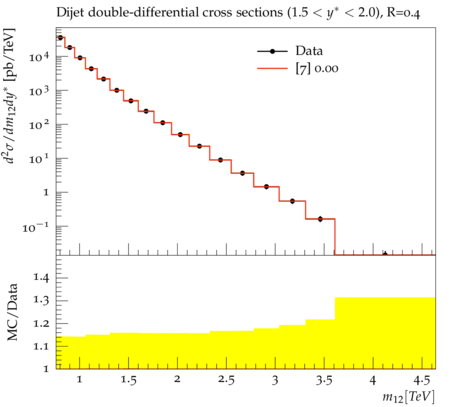 Dijet double-differential cross sections (1.5 < y* < 2.0), R=0.4
d²σ/dm₁₂dy* [pb/TeV]
10⁴
10³
10²
10¹
1
10⁻¹
Data
[7] 0.00
MC/Data
1.4
1.3
1.2
1.1
1
1 1.5 2 2.5 3 3.5 4 4.5
m₁₂[TeV]